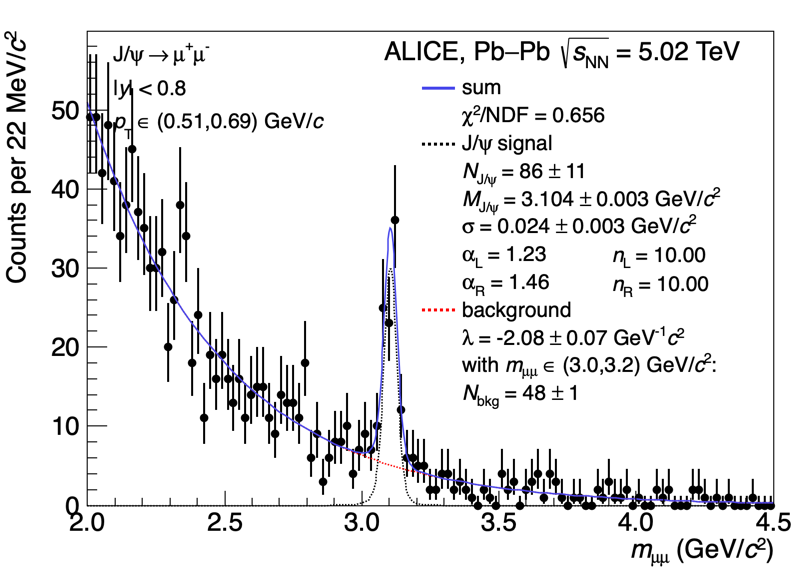 J/ψ → μ⁺μ⁻
|y| < 0.8
p_T ∈ (0.51,0.69) GeV/c
ALICE, Pb–Pb √s_NN = 5.02 TeV
sum
χ²/NDF = 0.656
J/ψ signal
N_J/ψ = 86 ± 11
M_J/ψ = 3.104 ± 0.003 GeV/c²
σ = 0.024 ± 0.003 GeV/c²
α_L = 1.23 n_L = 10.00
α_R = 1.46 n_R = 10.00
background
λ = -2.08 ± 0.07 GeV⁻¹c²
with m_μμ ∈ (3.0,3.2) GeV/c²:
N_bkg = 48 ± 1
Counts per 22 MeV/c²
50
40
30
20
10
0
2.0 2.5 3.0 3.5 4.0 4.5
m_μμ (GeV/c²)